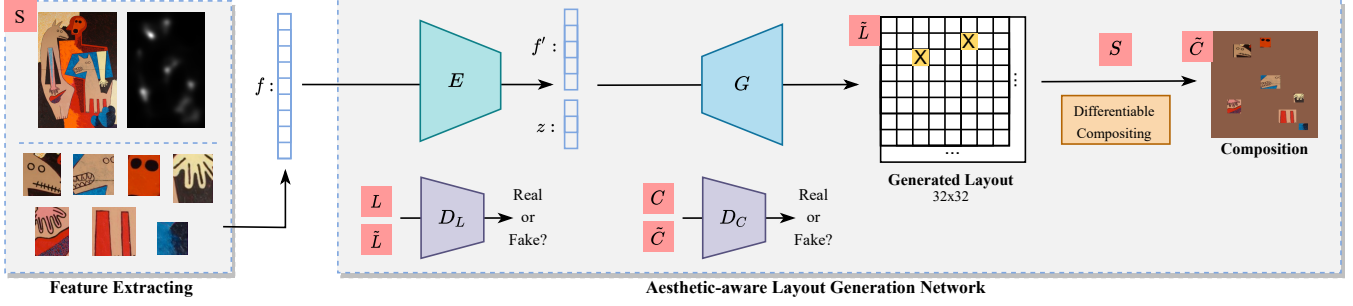 S
f :
E
f′ :
z :
G
L̃
X
X
...
...
Generated Layout
32x32
S
Differentiable
Compositing
C̃
Composition
L
L̃
D_L
Real
or
Fake?
C
C̃
D_C
Real
or
Fake?
Feature Extracting
Aesthetic-aware Layout Generation Network